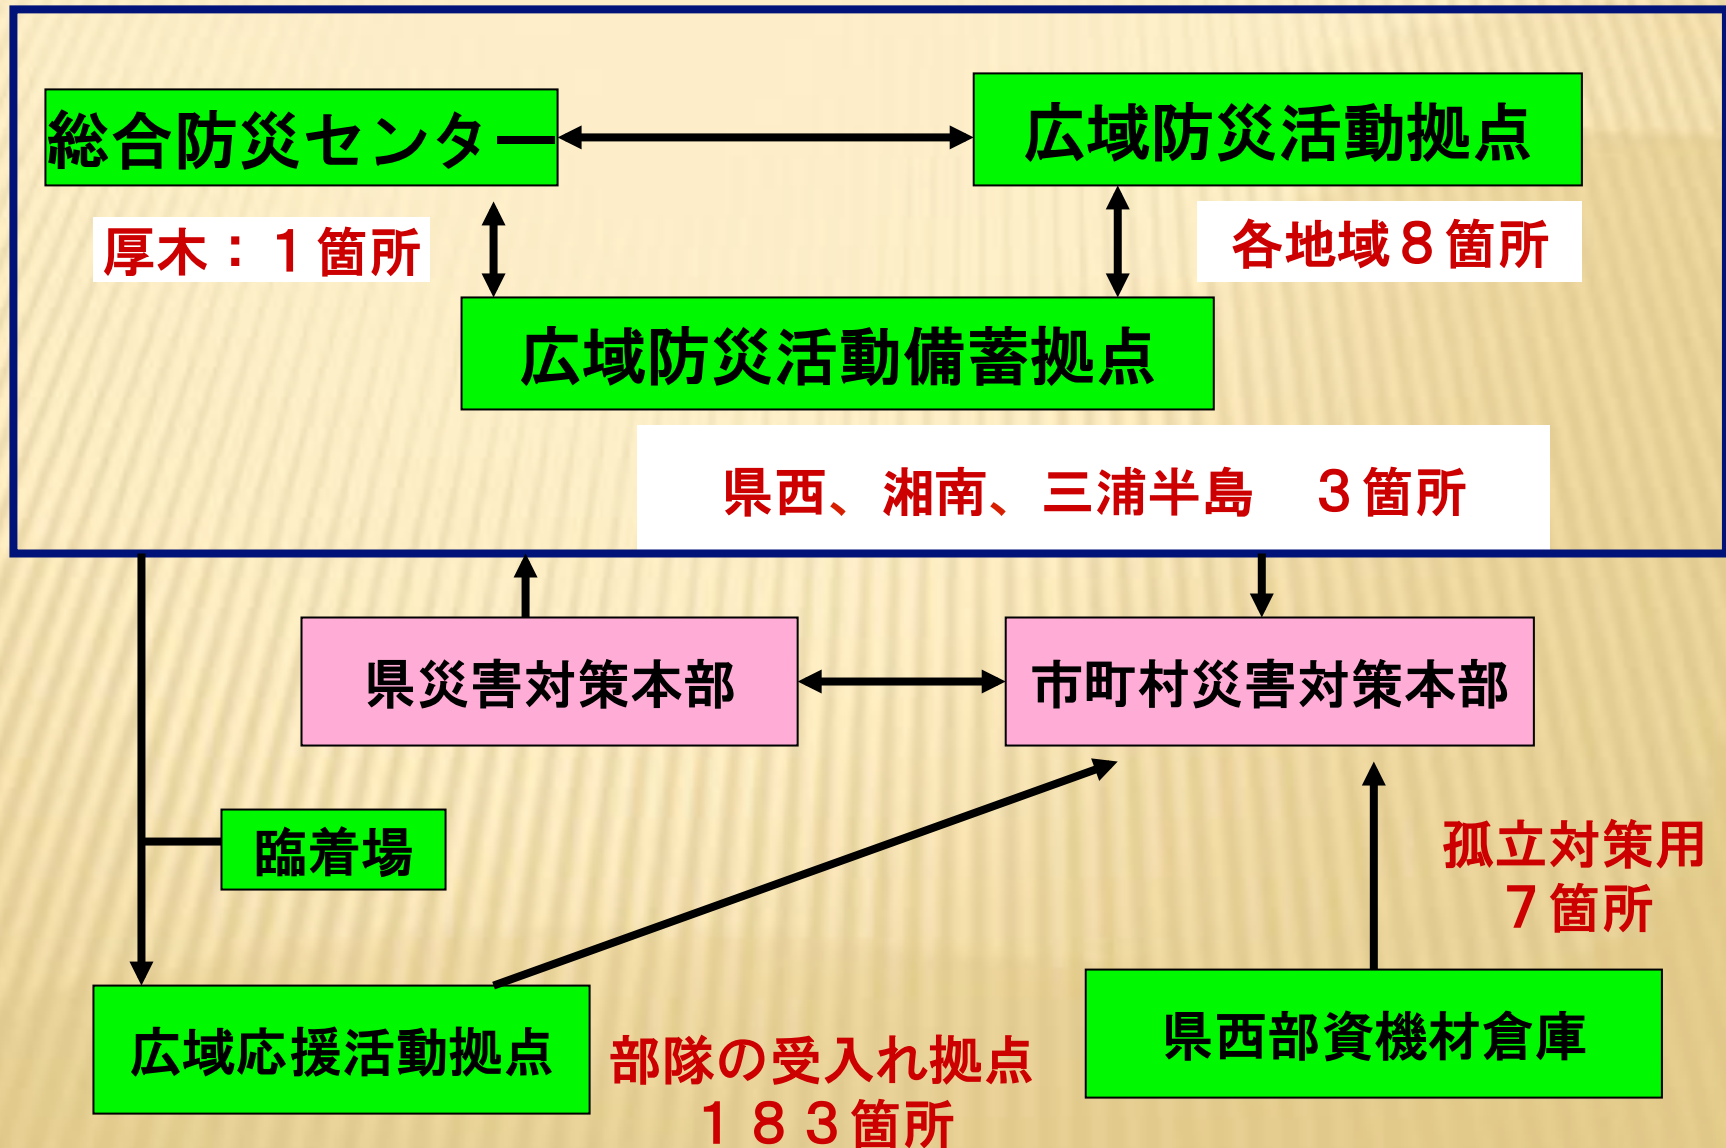 総合防災センター
広域防災活動拠点
厚木：１箇所
各地域８箇所
広域防災活動備蓄拠点
県西、湘南、三浦半島　３箇所
県災害対策本部
市町村災害対策本部
臨着場
孤立対策用
７箇所
広域応援活動拠点
部隊の受入れ拠点
１８３箇所
県西部資機材倉庫